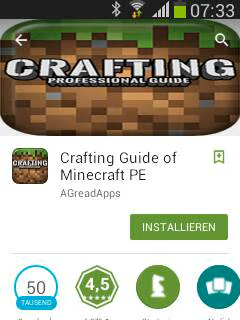 07:33
CRAFTING
PROFESSIONAL GUIDE
CRAFTING
Crafting Guide of
Minecraft PE
AGreadApps
INSTALLIEREN
50
TAUSEND
4,5